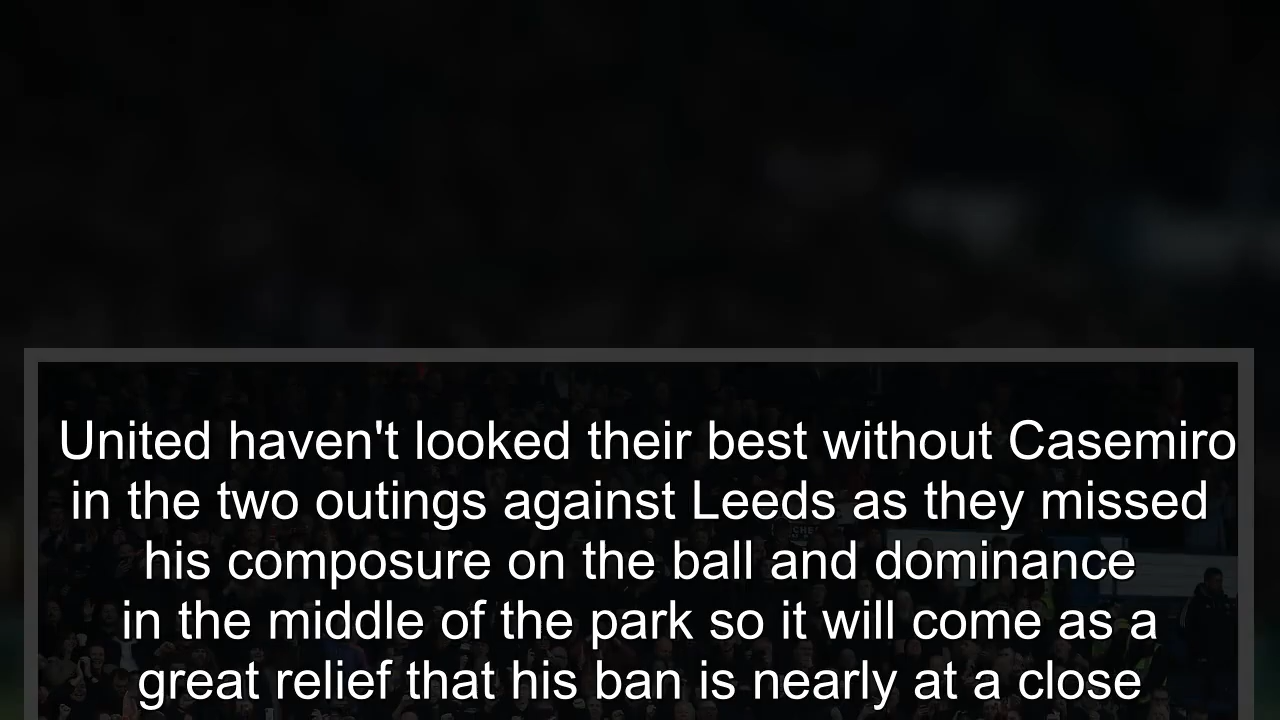 United haven't looked their best without Casemiro
in the two outings against Leeds as they missed
his composure on the ball and dominance
in the middle of the park so it will come as a
great relief that his ban is nearly at a close